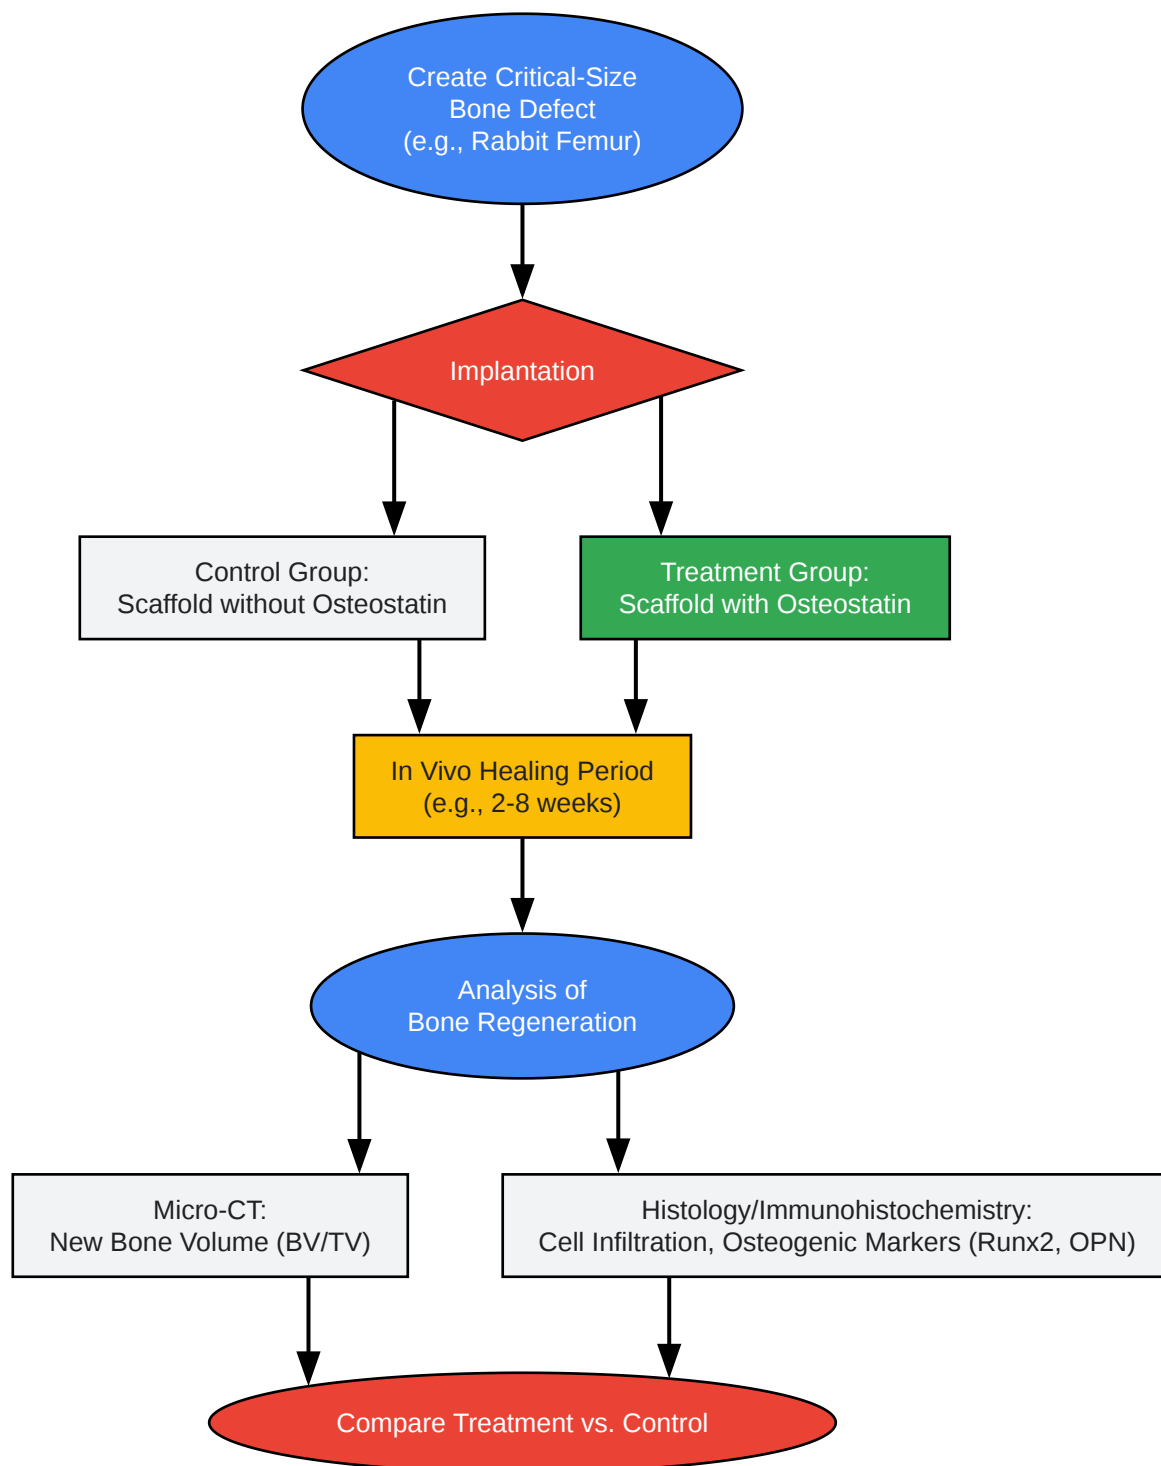 Create Critical-Size
Bone Defect
(e.g., Rabbit Femur)
Implantation
Control Group:
Scaffold without Osteostatin
Treatment Group:
Scaffold with Osteostatin
In Vivo Healing Period
(e.g., 2-8 weeks)
Analysis of
Bone Regeneration
Micro-CT:
New Bone Volume (BV/TV)
Histology/Immunohistochemistry:
Cell Infiltration, Osteogenic Markers (Runx2, OPN)
Compare Treatment vs. Control